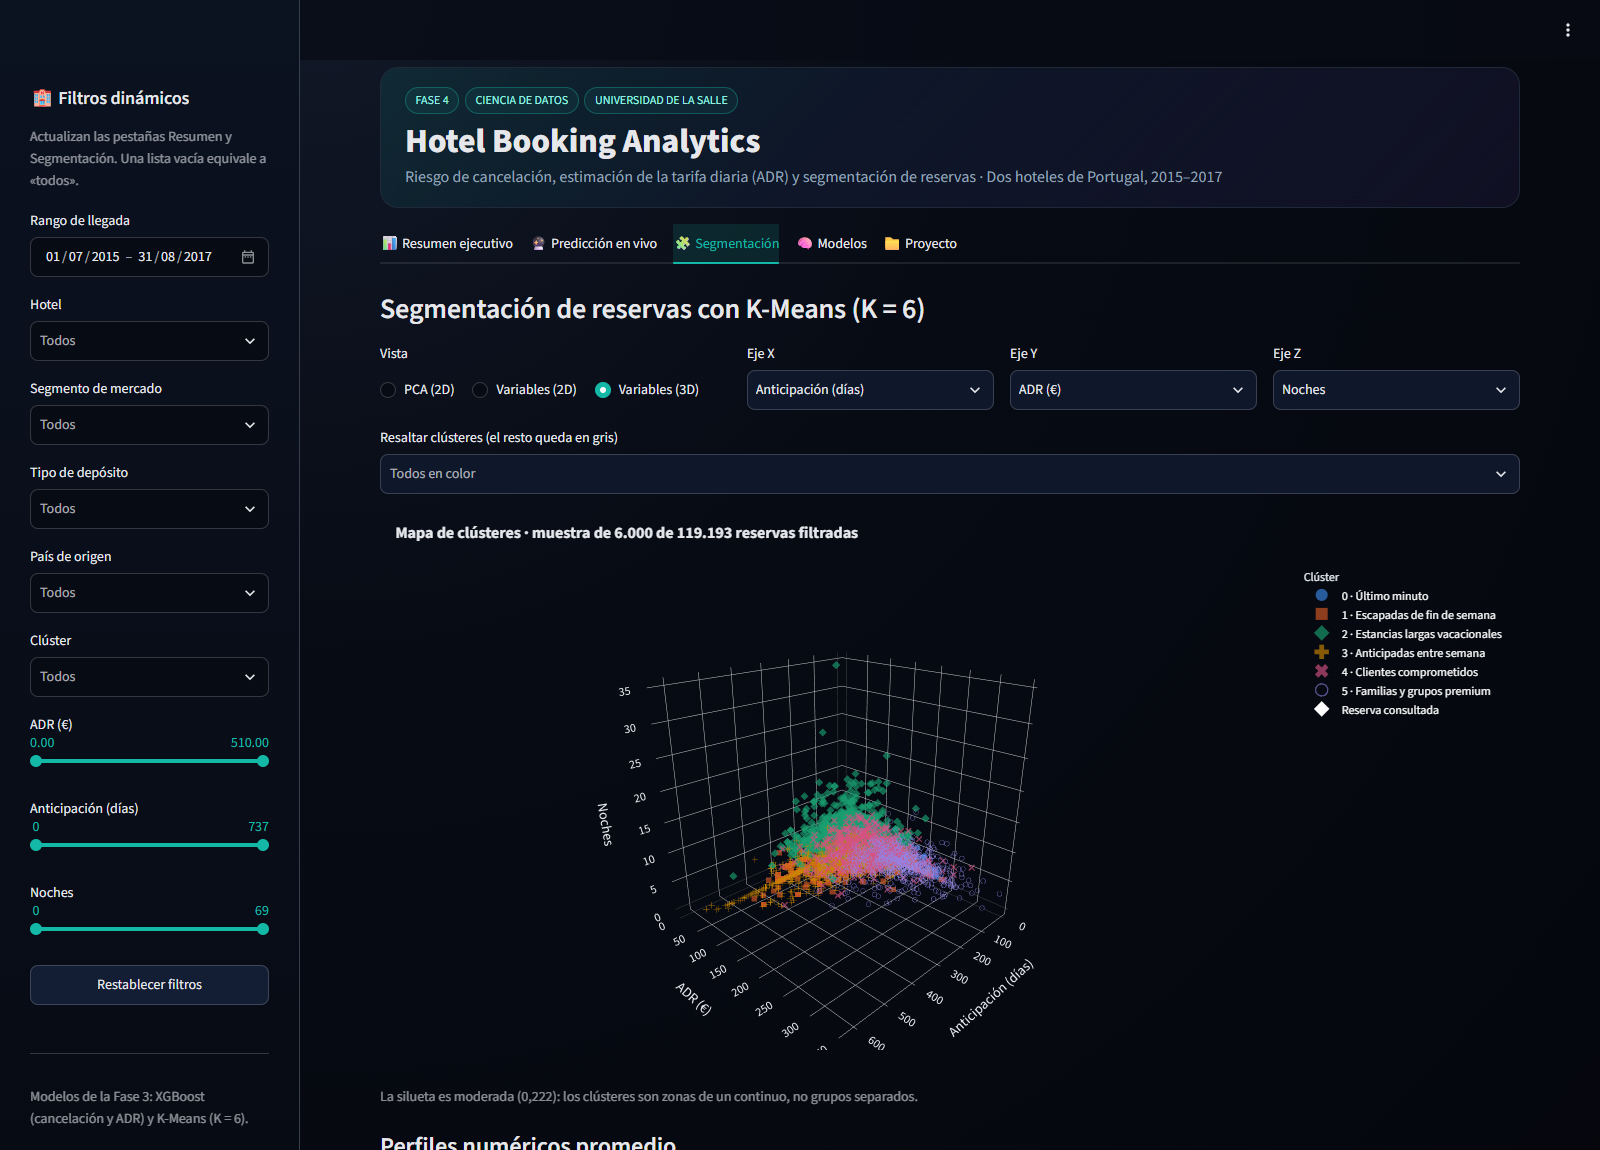 Filtros dinámicos
Actualizan las pestañas Resumen y
Segmentación. Una lista vacía equivale a
«todos».
Rango de llegada
01/07/2015 – 31/08/2017
Hotel
Todos
Segmento de mercado
Todos
Tipo de depósito
Todos
País de origen
Todos
Clúster
Todos
ADR (€)
0.00 510.00
Anticipación (días)
0 737
Noches
0 69
Restablecer filtros
Modelos de la Fase 3: XGBoost
(cancelación y ADR) y K-Means (K = 6).
FASE 4 CIENCIA DE DATOS UNIVERSIDAD DE LA SALLE
Hotel Booking Analytics
Riesgo de cancelación, estimación de la tarifa diaria (ADR) y segmentación de reservas · Dos hoteles de Portugal, 2015–2017
Resumen ejecutivo Predicción en vivo Segmentación Modelos Proyecto
Segmentación de reservas con K-Means (K = 6)
Vista
PCA (2D) Variables (2D) Variables (3D)
Eje X
Anticipación (días)
Eje Y
ADR (€)
Eje Z
Noches
Resaltar clústeres (el resto queda en gris)
Todos en color
Mapa de clústeres · muestra de 6.000 de 119.193 reservas filtradas
Clúster
0 · Último minuto
1 · Escapadas de fin de semana
2 · Estancias largas vacacionales
3 · Anticipadas entre semana
4 · Clientes comprometidos
5 · Familias y grupos premium
Reserva consultada
35
30
25
20
15
10
5
0
Noches
0
50
100
150
200
250
300
ADR (€)
0
100
200
300
400
500
600
Anticipación (días)
La silueta es moderada (0,222): los clústeres son zonas de un continuo, no grupos separados.
Perfiles numéricos promedio